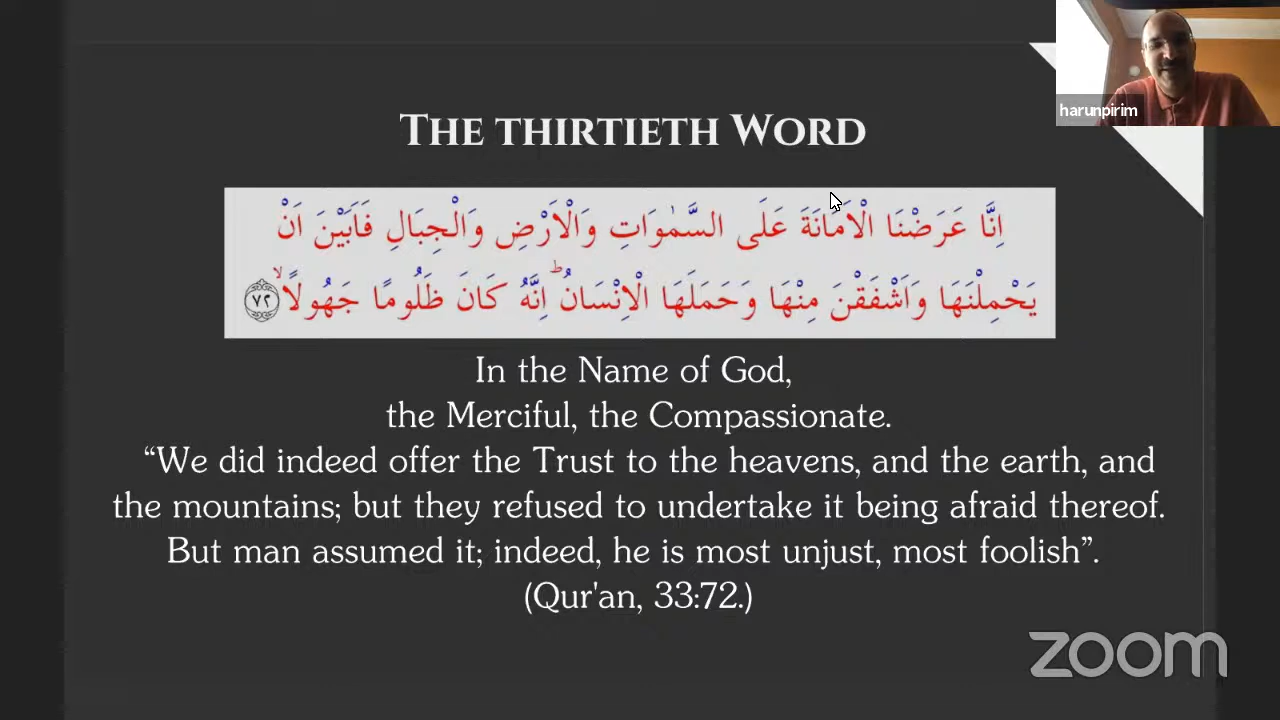 THE THIRTIETH WORD
اِنَّا عَرَضْنَا الْاَمَانَةَ عَلَى السَّمٰوَاتِ وَالْاَرْضِ وَالْجِبَالِ فَاَبَيْنَ اَنْ
يَحْمِلْنَهَا وَاَشْفَقْنَ مِنْهَا وَحَمَلَهَا الْاِنْسَانُ ؕ اِنَّهُ كَانَ ظَلُومًا جَهُولًا ۙ ﴿٧٢﴾
In the Name of God,
the Merciful, the Compassionate.
“We did indeed offer the Trust to the heavens, and the earth, and
the mountains; but they refused to undertake it being afraid thereof.
But man assumed it; indeed, he is most unjust, most foolish”.
(Qur'an, 33:72.)
harunpirim
zoom